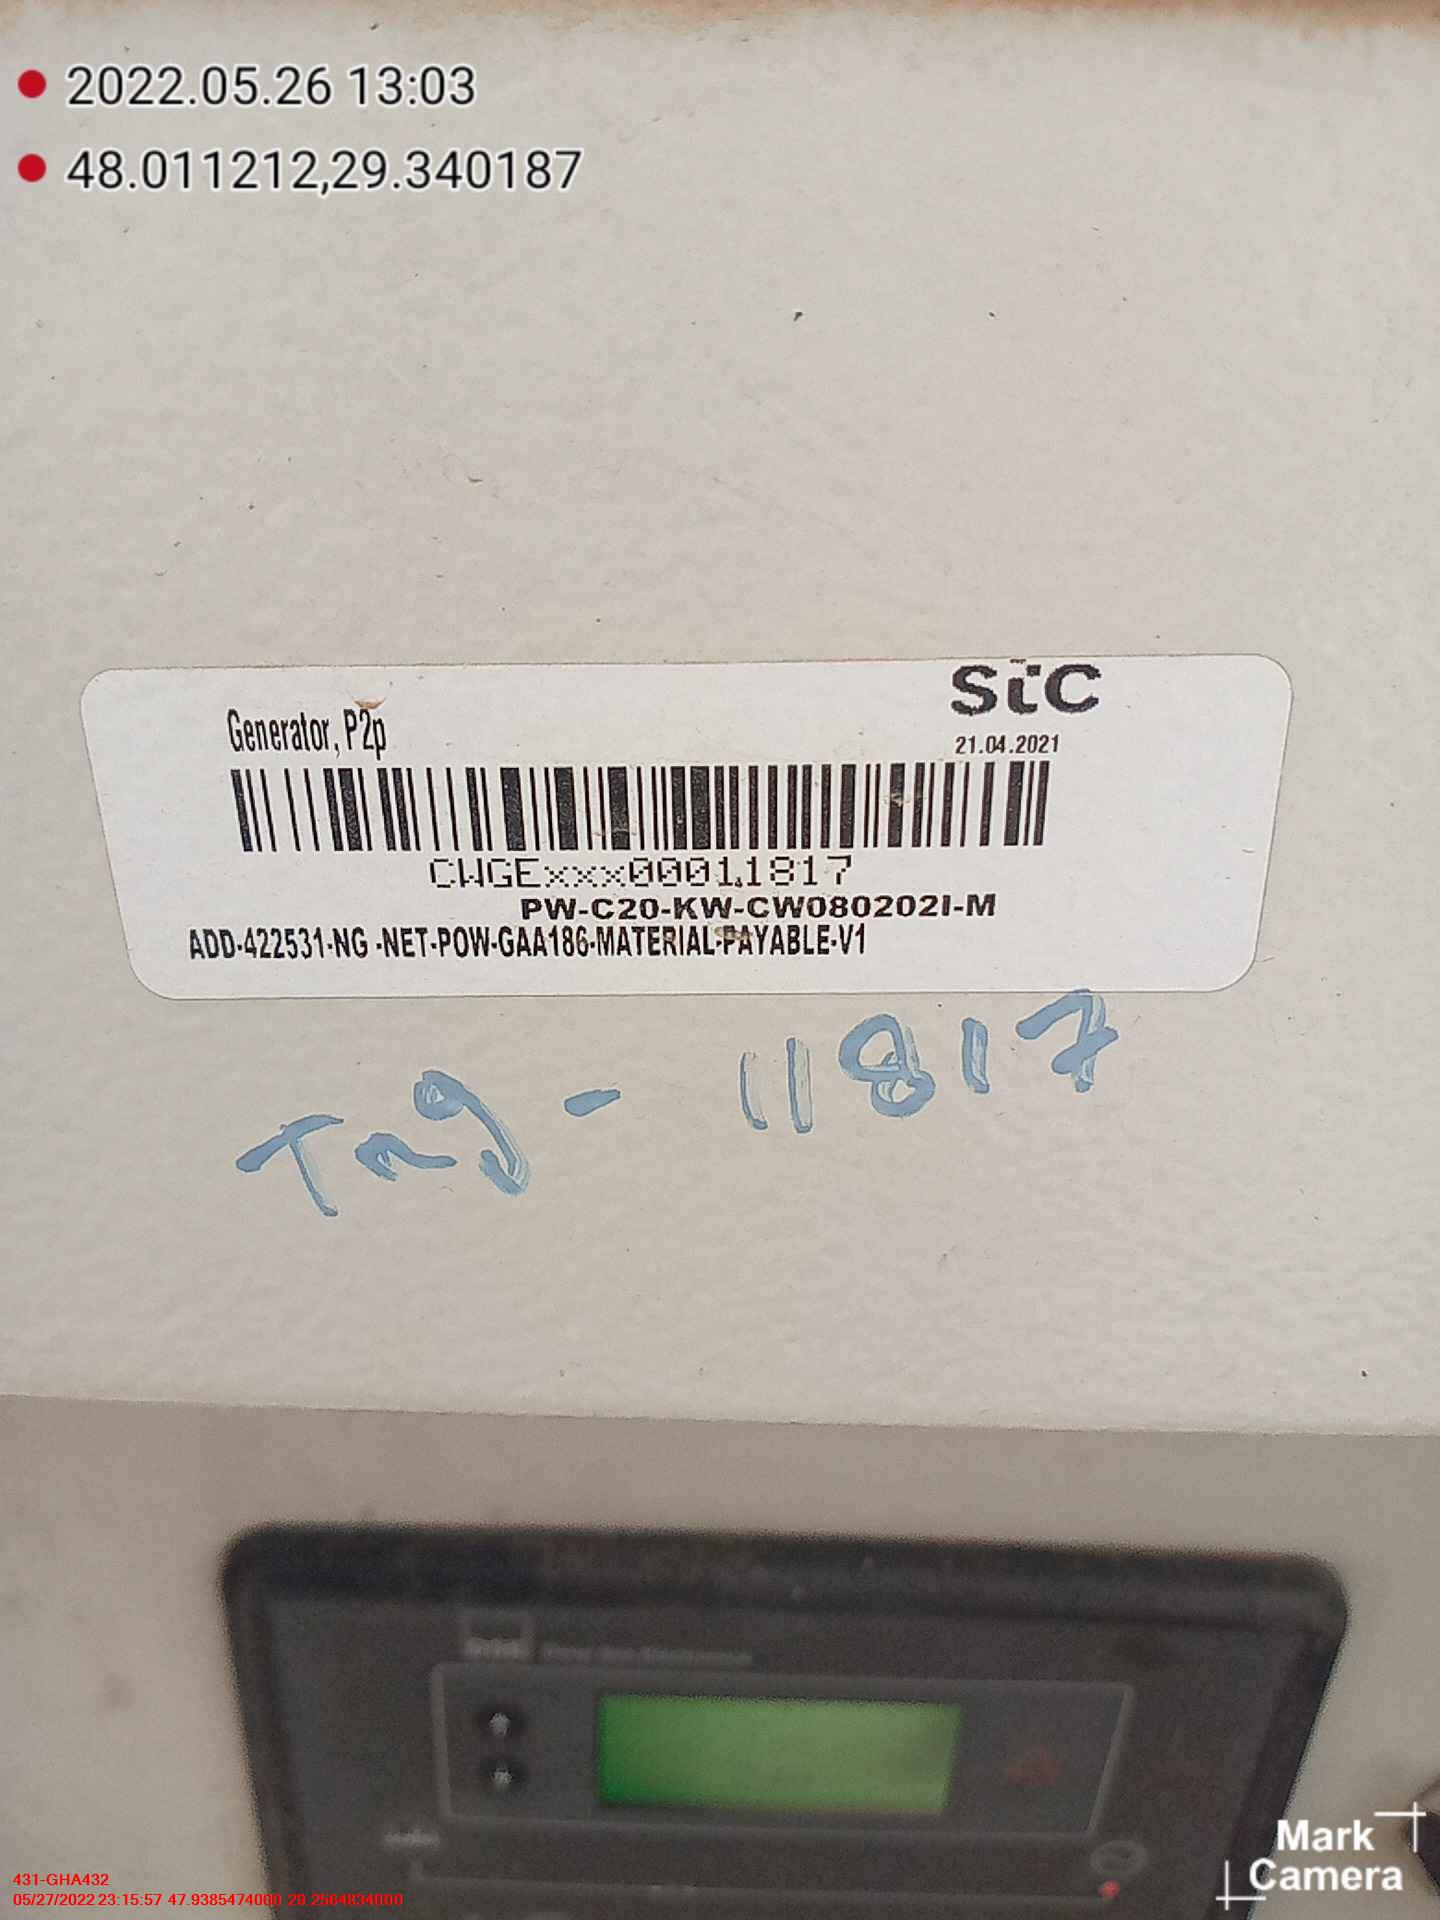 2022.05.26 13:03
48.011212,29.340187
stc
Generator, P2p
21.04.2021
CWGExxx00011817
PW-C20-KW-CW080202I-M
ADD-422531-NG -NET-POW-GAA186-MATERIAL-PAYABLE-V1
Tag - 11817
Mark
Camera
431-GHA432
05/27/2022 23:15:57 47.9385474000 29.2564834000